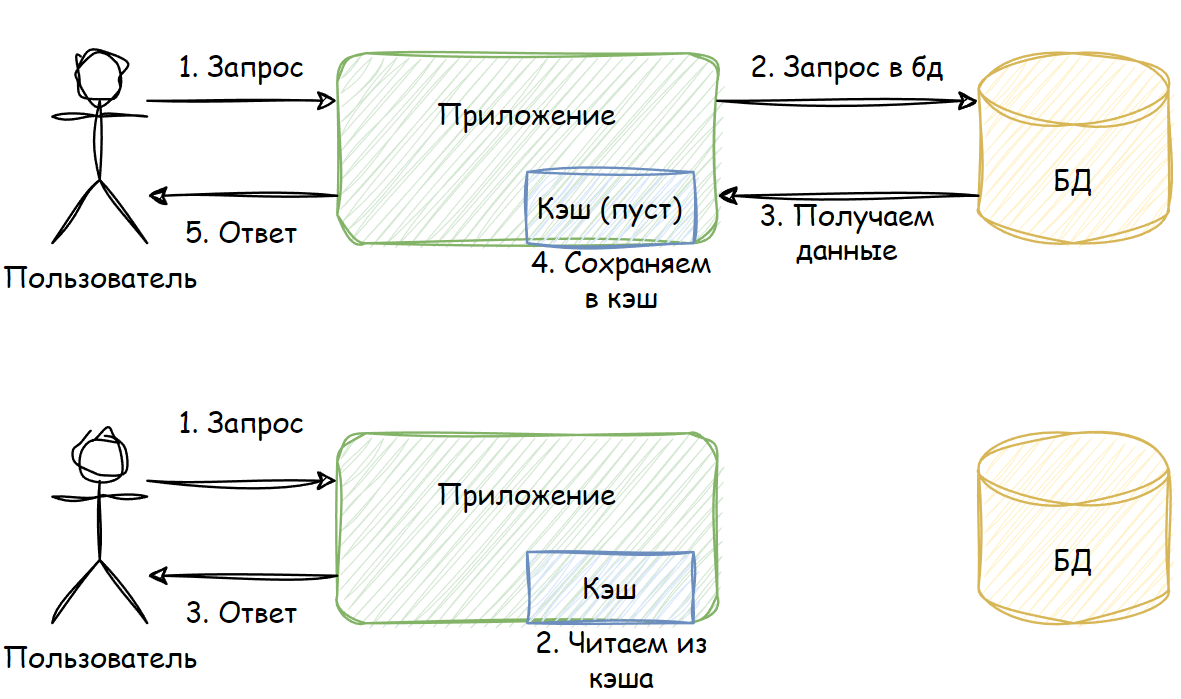 1. Запрос
2. Запрос в бд
Приложение
БД
Кэш (пуст)
3. Получаем
данные
5. Ответ
4. Сохраняем
в кэш
Пользователь
1. Запрос
Приложение
БД
Кэш
3. Ответ
2. Читаем из
кэша
Пользователь